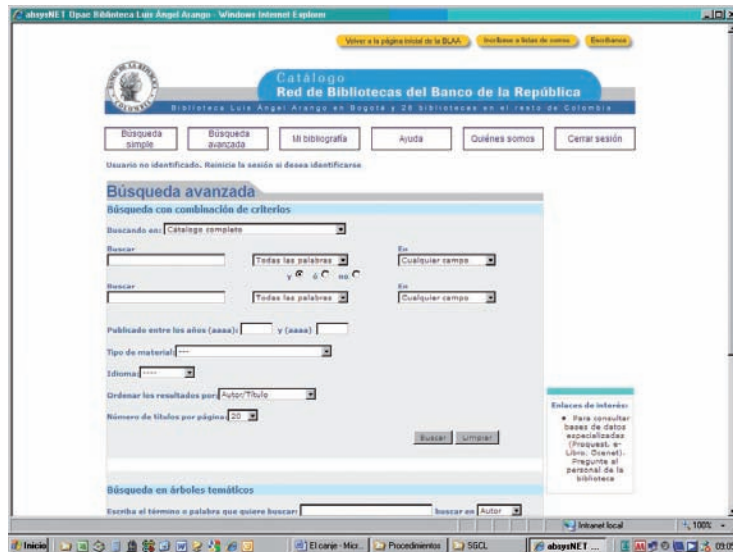 absysNET Opac Biblioteca Luis Ángel Arango - Windows Internet Explorer
Volver a la página inicial de la BLAA
Inscríbase a listas de correo
Escríbanos
BANCO DE LA REPUBLICA
COLOMBIA
Catálogo
Red de Bibliotecas del Banco de la República
Biblioteca Luis Ángel Arango en Bogotá y 28 bibliotecas en el resto de Colombia
Búsqueda simple
Búsqueda avanzada
Mi bibliografía
Ayuda
Quiénes somos
Cerrar sesión
Usuario no identificado. Reinicie la sesión si desea identificarse
Búsqueda avanzada
Búsqueda con combinación de criterios
Buscando en: Cátalogo completo
Buscar En
Todas las palabras Cualquier campo
y ó no
Buscar En
Todas las palabras Cualquier campo
Publicado entre los años (aaaa): y (aaaa)
Tipo de material: ---
Idioma: ----
Ordenar los resultados por: Autor/Título
Número de títulos por página: 20
Buscar Limpiar
Enlaces de interés:
• Para consultar
bases de datos
especializadas
(Proquest, e-
Libro, Ocenet).
Pregunte al
personal de la
biblioteca
Búsqueda en árboles temáticos
Escriba el término o palabra que quiere buscar: buscar en Autor
Intranet local 100%
Inicio El canje - Micr... Procedimientos SGCL absysNET ... 09:05